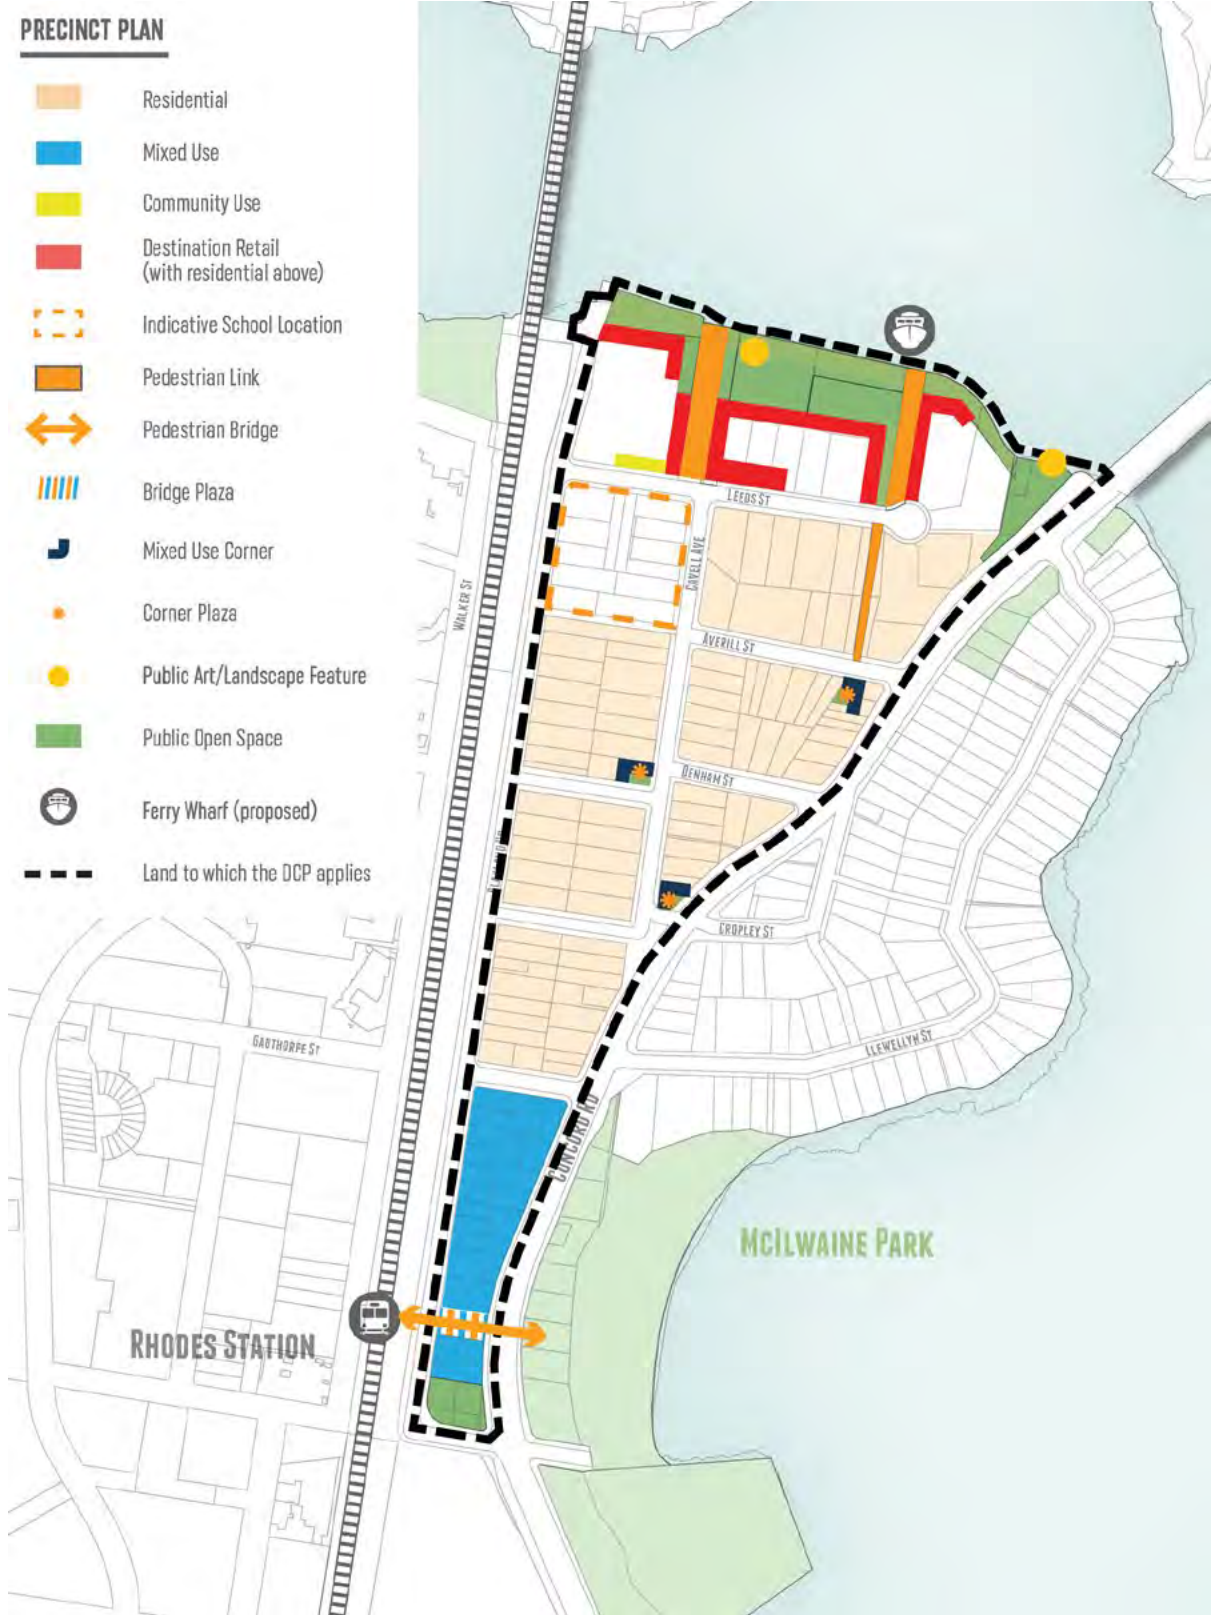 PRECINCT PLAN
Residential
Mixed Use
Community Use
Destination Retail
(with residential above)
Indicative School Location
Pedestrian Link
Pedestrian Bridge
Bridge Plaza
Mixed Use Corner
Corner Plaza
Public Art/Landscape Feature
Public Open Space
Ferry Wharf (proposed)
Land to which the DCP applies
LEEDS ST
CAVELL AVE
WALKER ST
AVERILL ST
DENHAM ST
CROPLEY ST
GAUTHORPE ST
LLEWELLYN ST
CONCORD RD
MCILWAINE PARK
RHODES STATION